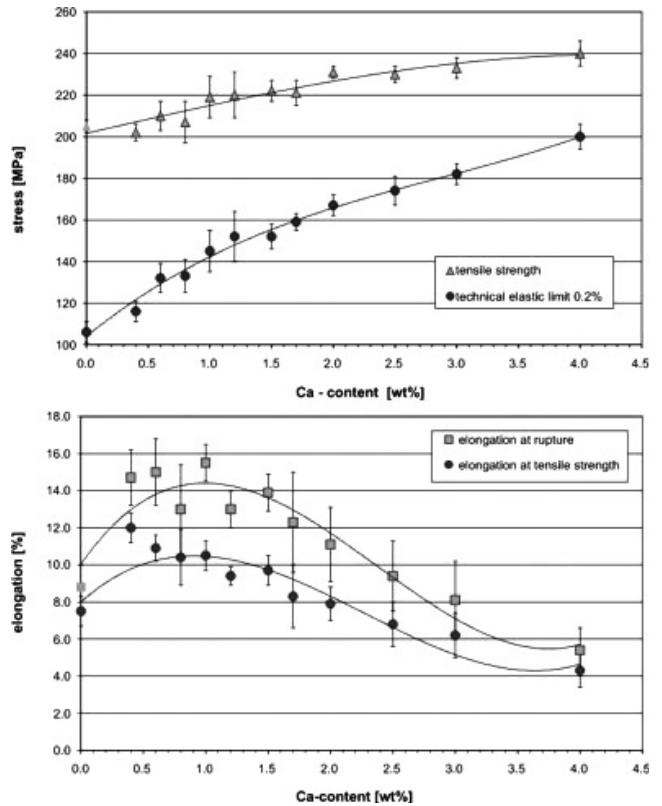 240
220
200
180
160
140
120
100
stress [MPa]
tensile strength
technical elastic limit 0.2%
0.0 0.5 1.0 1.5 2.0 2.5 3.0 3.5 4.0 4.5
Ca - content [wt%]
18.0
16.0
14.0
12.0
10.0
8.0
6.0
4.0
2.0
0.0
elongation [%]
elongation at rupture
elongation at tensile strength
0.0 0.5 1.0 1.5 2.0 2.5 3.0 3.5 4.0 4.5
Ca-content [wt%]